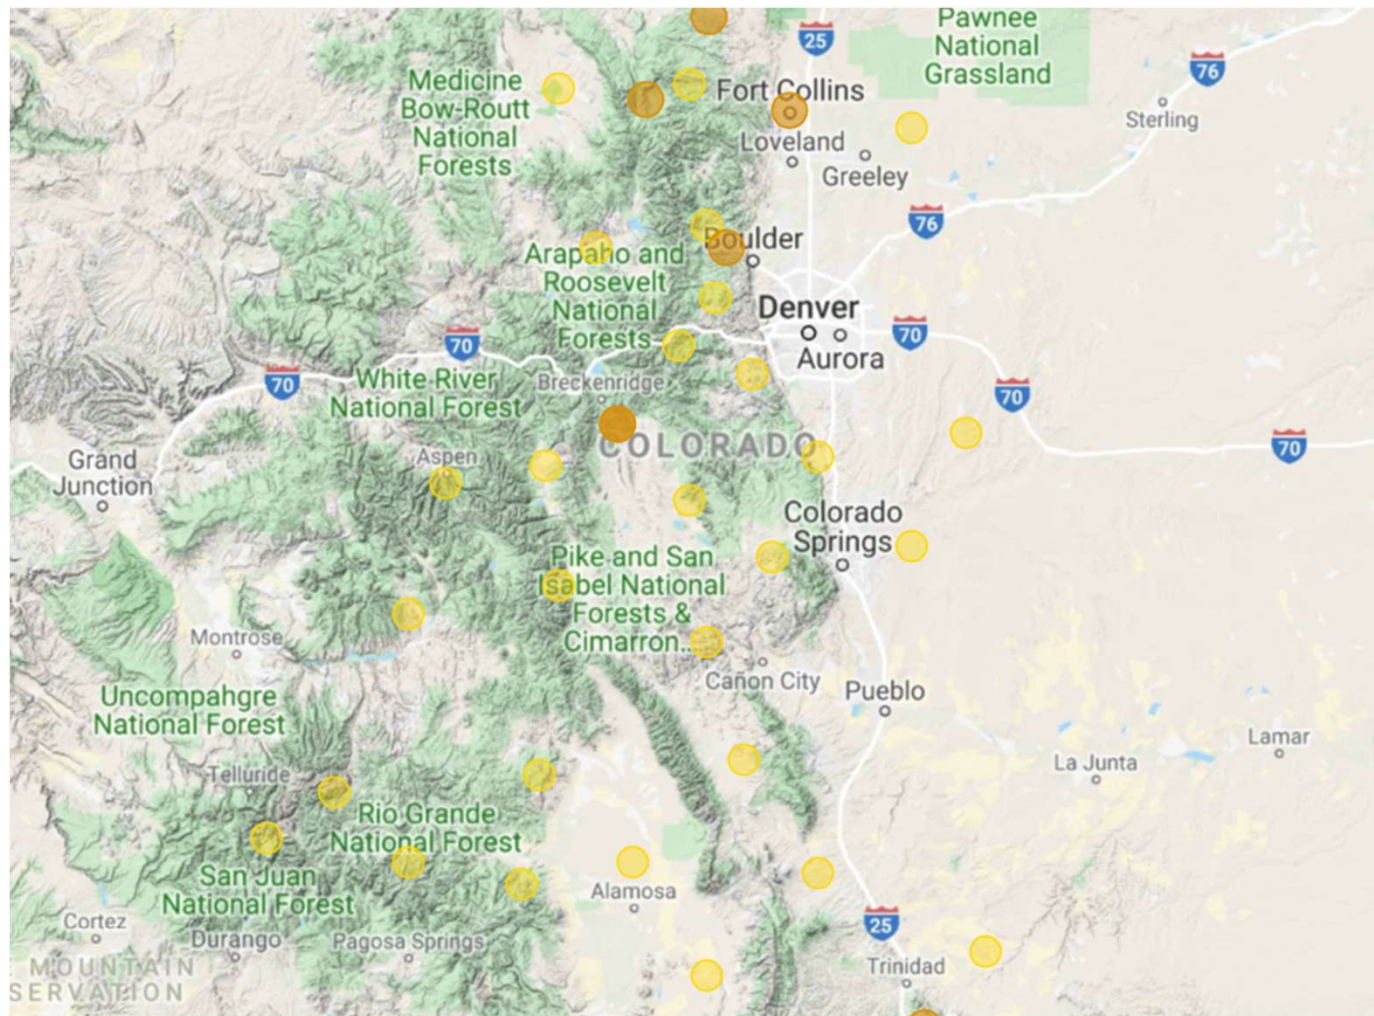 Pawnee
National
Grassland
25
76
Medicine
Bow-Routt
National
Forests
Fort Collins
Sterling
Loveland
Greeley
76
Boulder
Arapaho and
Roosevelt
National
Forests
Denver
70
70
Aurora
70
White River
National Forest
Breckenridge
70
COLORADO
70
Aspen
Grand
Junction
Colorado
Springs
Pike and San
Isabel National
Forests &
Cimarron...
Montrose
Cañon City
Pueblo
Uncompahgre
National Forest
Lamar
La Junta
Telluride
Rio Grande
National Forest
San Juan
National Forest
Alamosa
25
Cortez
Durango
Pagosa Springs
Trinidad
MOUNTAIN
SERVATION